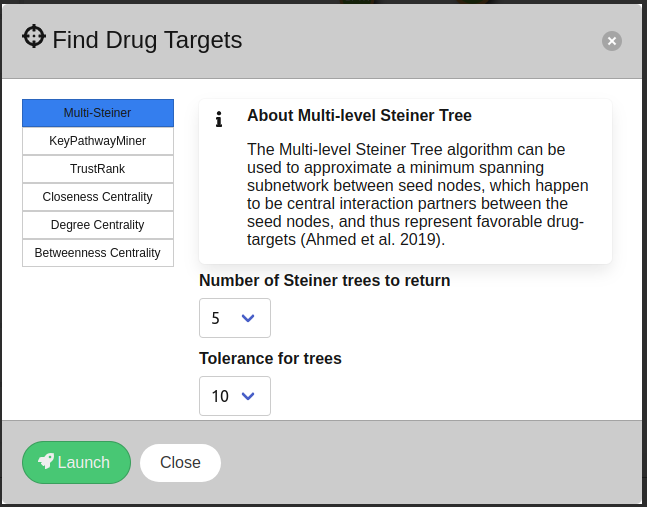 Find Drug Targets
Multi-Steiner
KeyPathwayMiner
TrustRank
Closeness Centrality
Degree Centrality
Betweenness Centrality
About Multi-level Steiner Tree
The Multi-level Steiner Tree algorithm can be
used to approximate a minimum spanning
subnetwork between seed nodes, which happen
to be central interaction partners between the
seed nodes, and thus represent favorable drug-
targets (Ahmed et al. 2019).
Number of Steiner trees to return
5
Tolerance for trees
10
Launch
Close